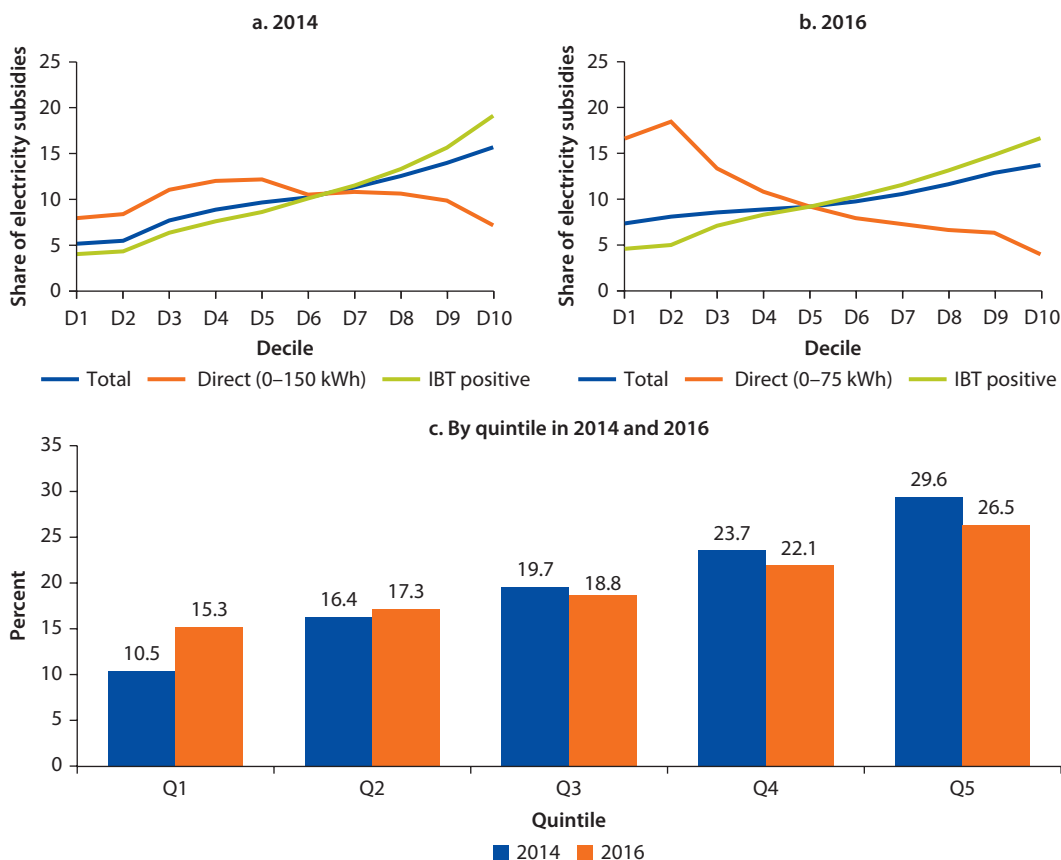 a. 2014
Share of electricity subsidies
25
20
15
10
5
0
D1 D2 D3 D4 D5 D6 D7 D8 D9 D10
Decile
Total Direct (0–150 kWh) IBT positive
b. 2016
Share of electricity subsidies
25
20
15
10
5
0
D1 D2 D3 D4 D5 D6 D7 D8 D9 D10
Decile
Total Direct (0–75 kWh) IBT positive
c. By quintile in 2014 and 2016
Percent
35
30
25
20
15
10
5
0
10.5 15.3 16.4 17.3 19.7 18.8 23.7 22.1 29.6 26.5
Q1 Q2 Q3 Q4 Q5
Quintile
2014 2016